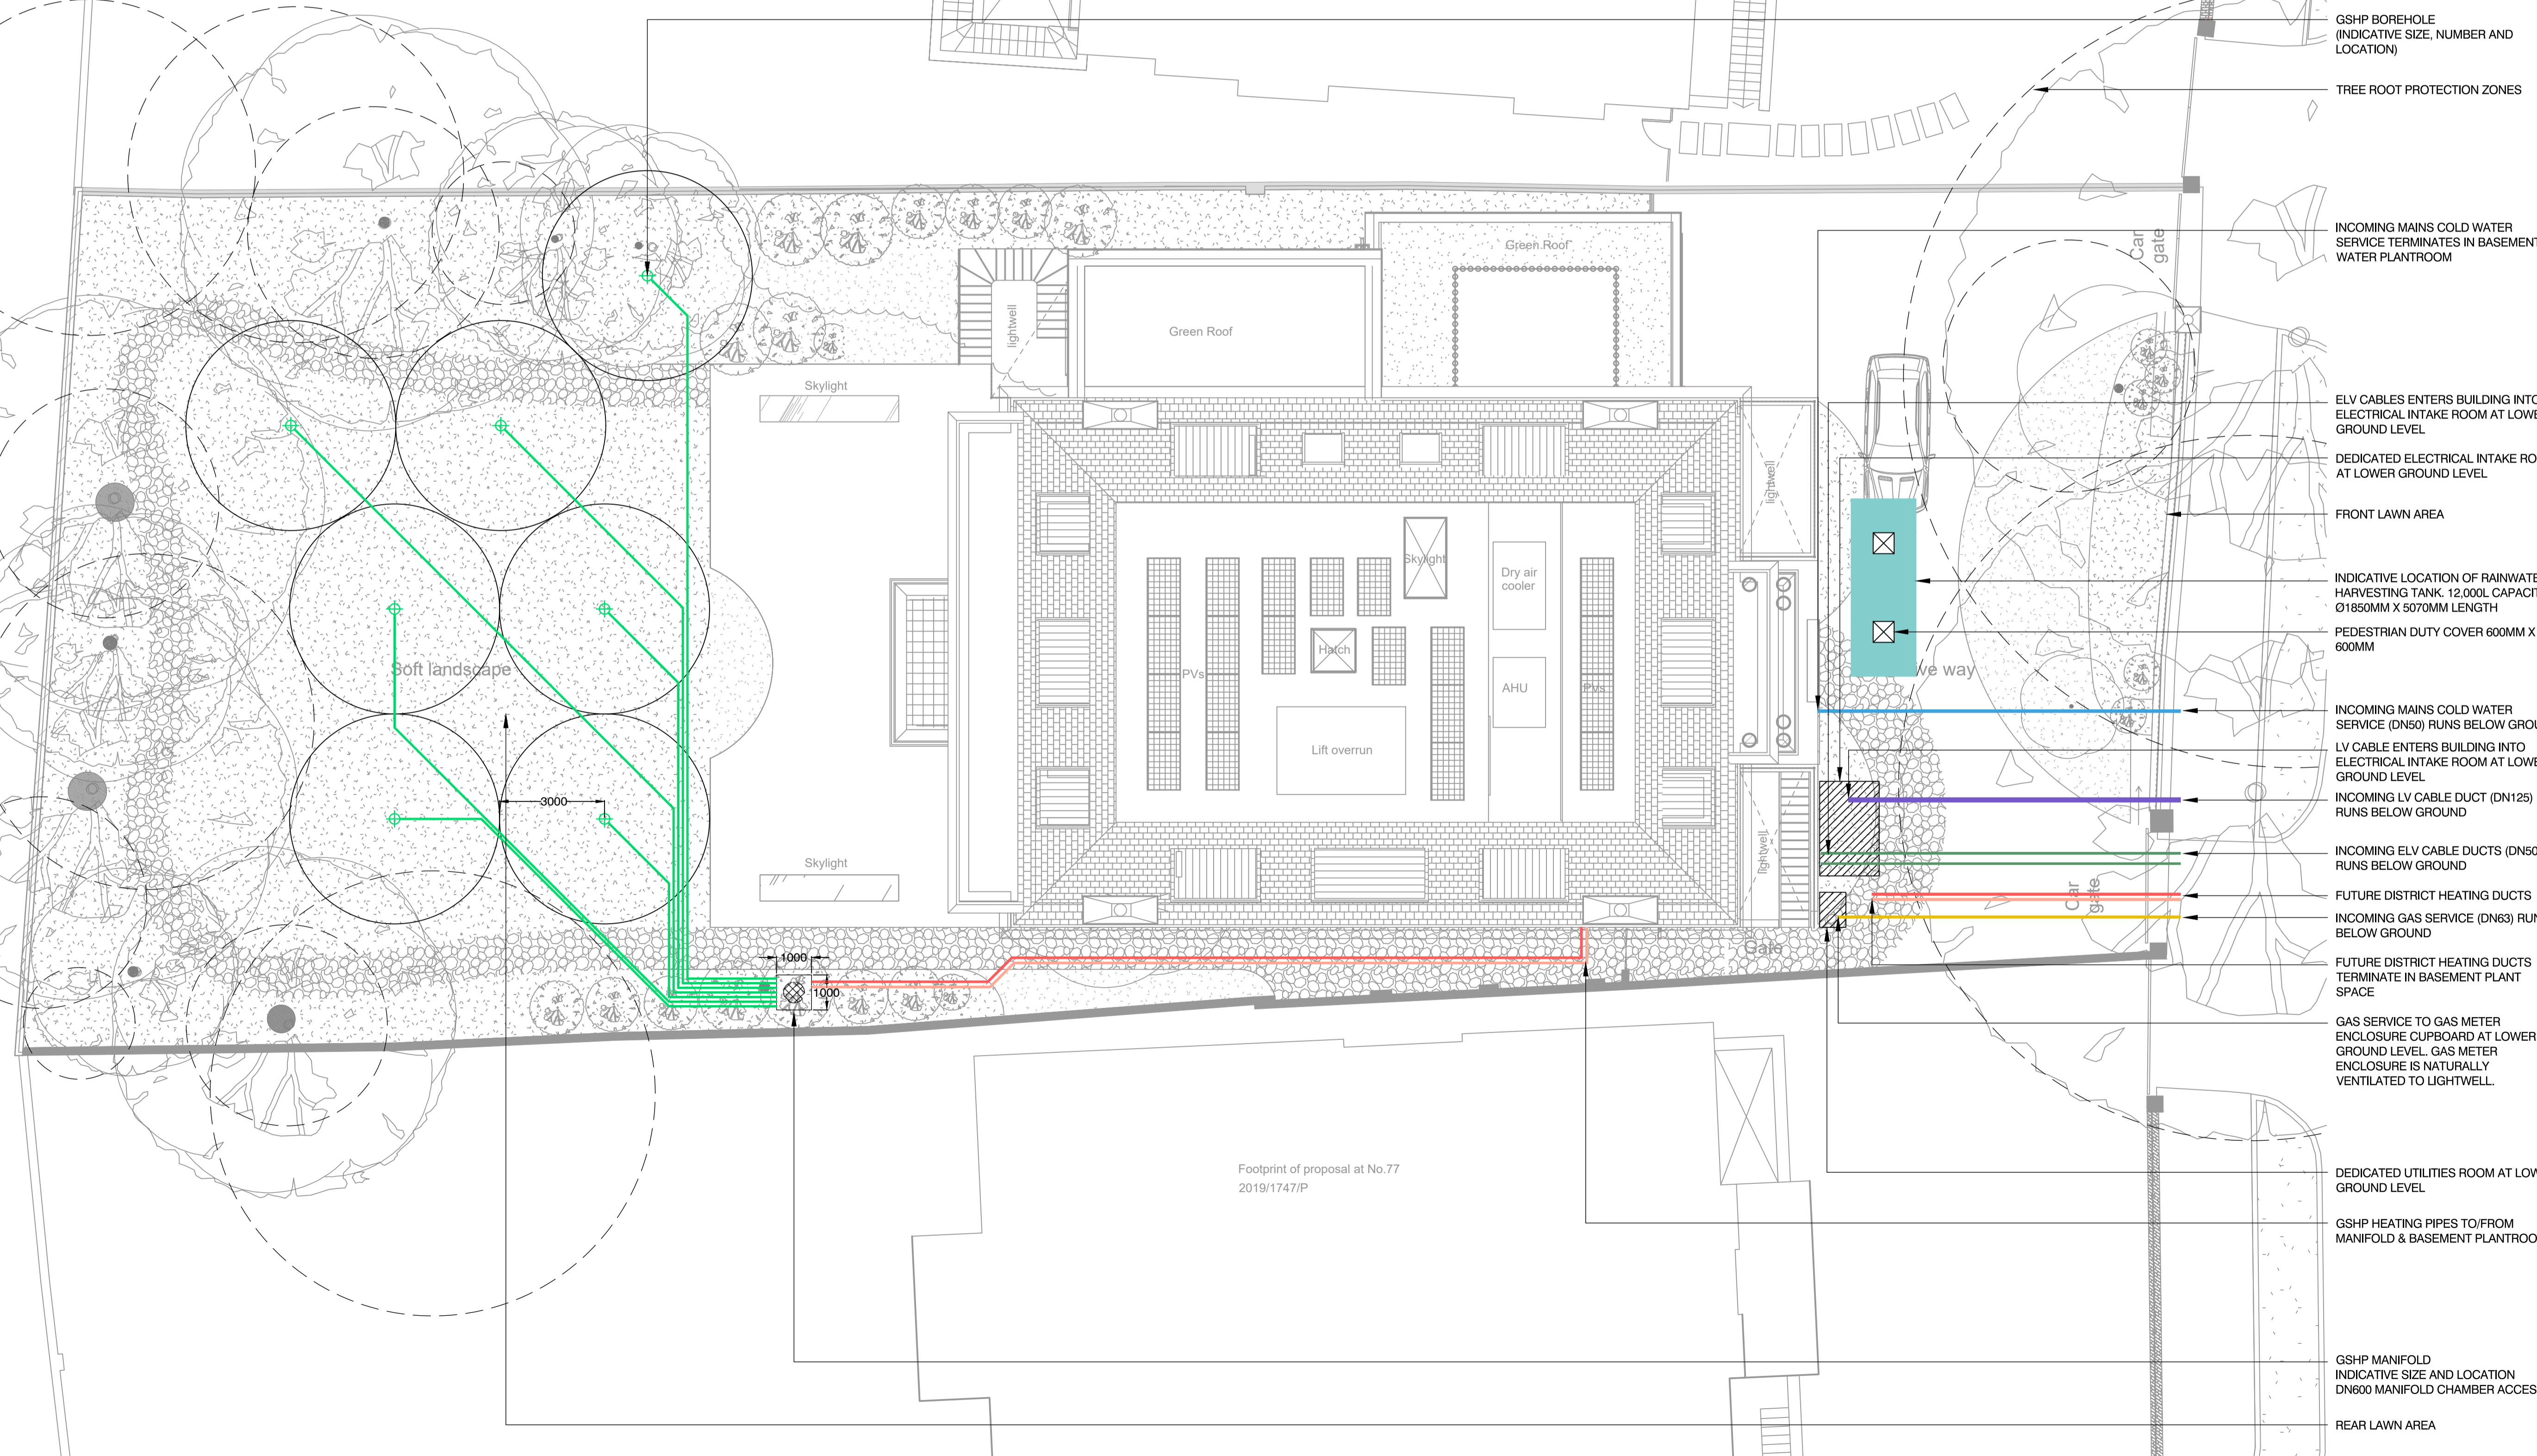 GSHP BOREHOLE
(INDICATIVE SIZE, NUMBER AND
LOCATION)
TREE ROOT PROTECTION ZONES
INCOMING MAINS COLD WATER
SERVICE TERMINATES IN BASEMENT
WATER PLANTROOM
ELV CABLES ENTERS BUILDING INTO
ELECTRICAL INTAKE ROOM AT LOWE
GROUND LEVEL
DEDICATED ELECTRICAL INTAKE RO
AT LOWER GROUND LEVEL
FRONT LAWN AREA
INDICATIVE LOCATION OF RAINWATE
HARVESTING TANK. 12,000L CAPACIT
Ø1850MM X 5070MM LENGTH
PEDESTRIAN DUTY COVER 600MM X
600MM
INCOMING MAINS COLD WATER
SERVICE (DN50) RUNS BELOW GROU
LV CABLE ENTERS BUILDING INTO
ELECTRICAL INTAKE ROOM AT LOWE
GROUND LEVEL
INCOMING LV CABLE DUCT (DN125)
RUNS BELOW GROUND
INCOMING ELV CABLE DUCTS (DN50
RUNS BELOW GROUND
FUTURE DISTRICT HEATING DUCTS
INCOMING GAS SERVICE (DN63) RUN
BELOW GROUND
FUTURE DISTRICT HEATING DUCTS
TERMINATE IN BASEMENT PLANT
SPACE
GAS SERVICE TO GAS METER
ENCLOSURE CUPBOARD AT LOWER
GROUND LEVEL. GAS METER
ENCLOSURE IS NATURALLY
VENTILATED TO LIGHTWELL.
DEDICATED UTILITIES ROOM AT LOW
GROUND LEVEL
GSHP HEATING PIPES TO/FROM
MANIFOLD & BASEMENT PLANTROO
GSHP MANIFOLD
INDICATIVE SIZE AND LOCATION
DN600 MANIFOLD CHAMBER ACCES
REAR LAWN AREA
Car
gate
Green Roof
Green Roof
lightwell
Skylight
lightwell
Skylight
Dry air
cooler
Hatch
Soft landscape
PVs
AHU
PVs
ve way
Lift overrun
3000
Skylight
lightwell
Car
gate
Gate
1000
1000
Footprint of proposal at No.77
2019/1747/P